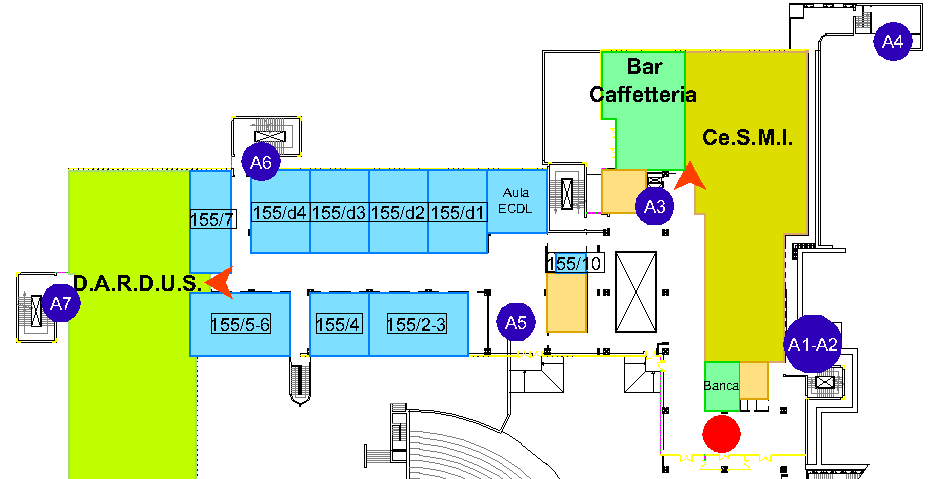 A4
Bar
Caffetteria
Ce.S.M.I.
A6
Aula
ECDL
A3
155/7
155/d4
155/d3
155/d2
155/d1
155/10
D.A.R.D.U.S.
A7
155/5-6
155/4
155/2-3
A5
A1-A2
Banca